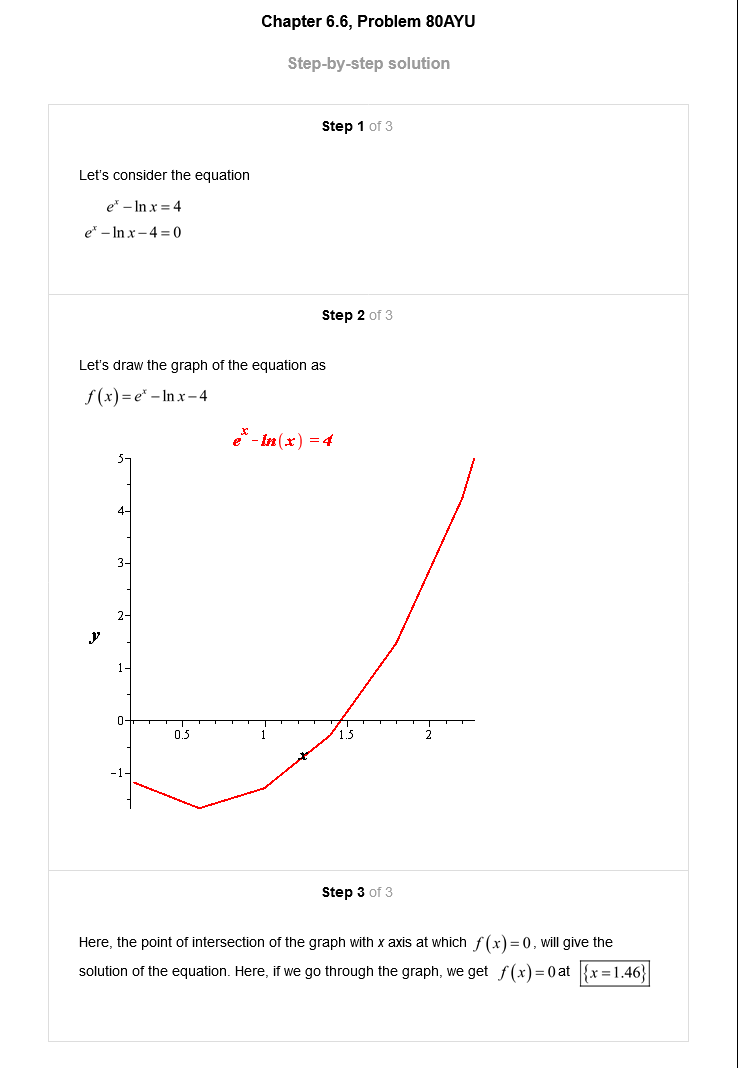 Chapter 6.6, Problem 80AYU
Step-by-step solution
Step 1 of 3
Let's consider the equation
eˣ − ln x = 4
eˣ − ln x − 4 = 0
Step 2 of 3
Let's draw the graph of the equation as
f(x) = eˣ − ln x − 4
eˣ - ln(x) = 4
5
4
3
2
y
1
0
0.5 1 1.5 2
x
-1
Step 3 of 3
Here, the point of intersection of the graph with x axis at which f(x) = 0, will give the
solution of the equation. Here, if we go through the graph, we get f(x) = 0 at {x = 1.46}